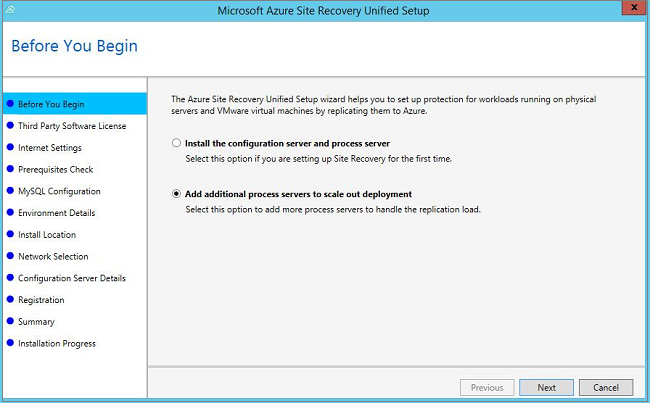 Microsoft Azure Site Recovery Unified Setup
x
Before You Begin
Before You Begin
Third Party Software License
Internet Settings
Prerequisites Check
MySQL Configuration
Environment Details
Install Location
Network Selection
Configuration Server Details
Registration
Summary
Installation Progress
The Azure Site Recovery Unified Setup wizard helps you to set up protection for workloads running on physical
servers and VMware virtual machines by replicating them to Azure.
Install the configuration server and process server
Select this option if you are setting up Site Recovery for the first time.
Add additional process servers to scale out deployment
Select this option to add more process servers to handle the replication load.
Previous
Next
Cancel